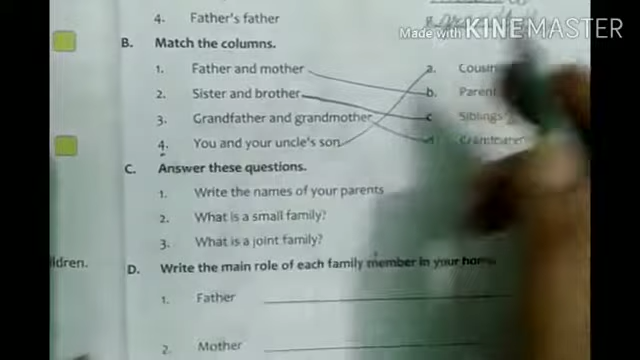 4. Father's father
8.
Made with KINEMASTER
B. Match the columns.
1. Father and mother a. Cousin
2. Sister and brother b. Parent
3. Grandfather and grandmother c Siblings
4. You and your uncle's son d
C. Answer these questions.
1. Write the names of your parents
2. What is a small family?
3. What is a joint family?
ldren.
D. Write the main role of each family member in your home.
1. Father
2. Mother